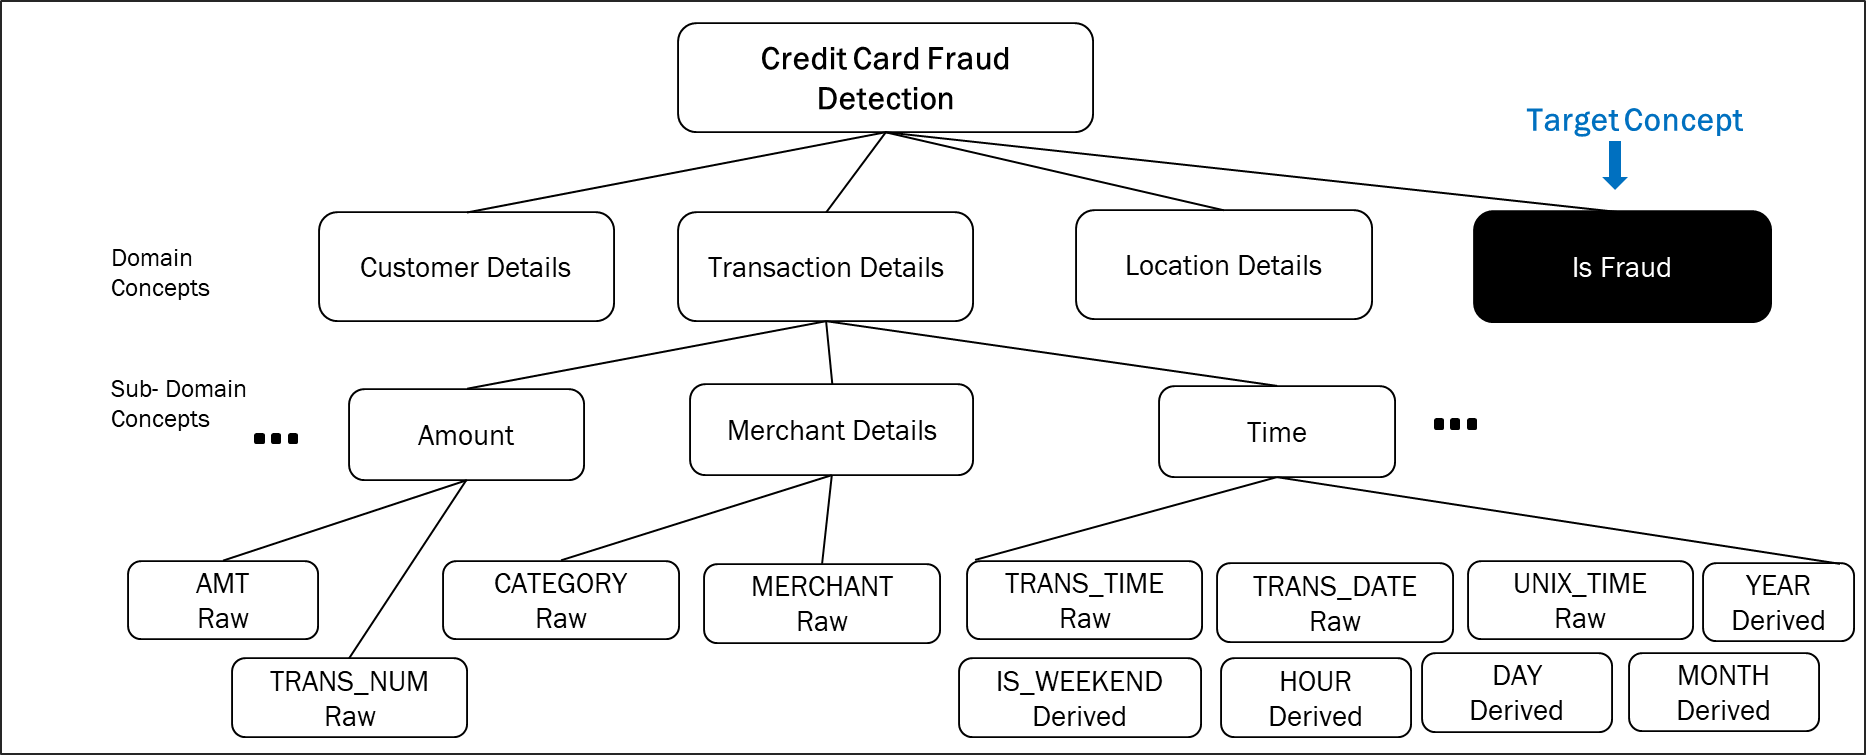 Credit Card Fraud
Detection
Target Concept
Domain
Concepts
Customer Details
Transaction Details
Location Details
Is Fraud
Sub- Domain
Concepts
...
Amount
Merchant Details
Time
...
AMT
Raw
CATEGORY
Raw
MERCHANT
Raw
TRANS_TIME
Raw
TRANS_DATE
Raw
UNIX_TIME
Raw
YEAR
Derived
TRANS_NUM
Raw
IS_WEEKEND
Derived
HOUR
Derived
DAY
Derived
MONTH
Derived